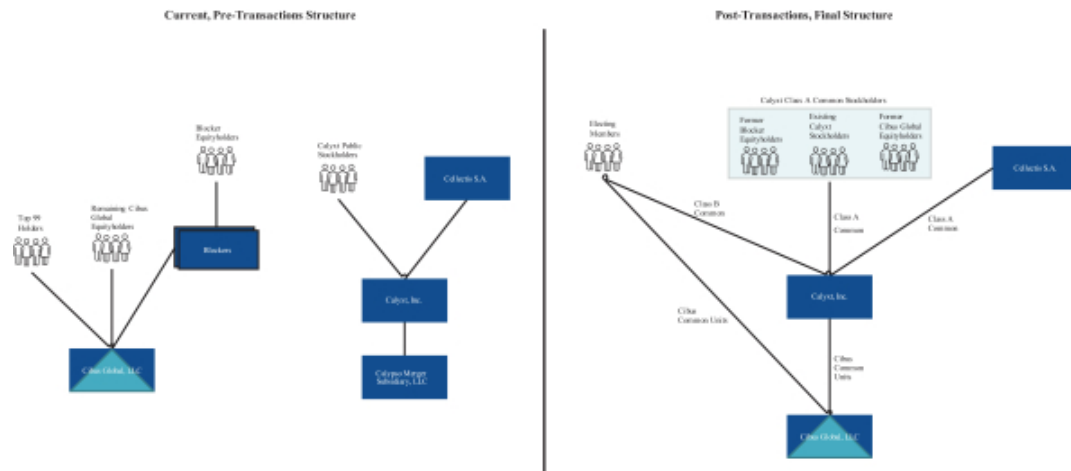 Current, Pre-Transactions Structure
Blocker
Equityholders
Calyxt Public
Stockholders
Cellectis S.A.
Top 99
Holders
Remaining Cibus
Global
Equityholders
Blockers
Calyxt, Inc.
Cibus Global, LLC
Calypso Merger
Subsidiary, LLC
Post-Transactions, Final Structure
Calyxt Class A Common Stockholders
Electing
Members
Former
Blocker
Equityholders
Existing
Calyxt
Stockholders
Former
Cibus Global
Equityholders
Cellectis S.A.
Class B
Common
Class A
Common
Class A
Common
Calyxt, Inc.
Cibus
Common Units
Cibus
Common
Units
Cibus Global, LLC